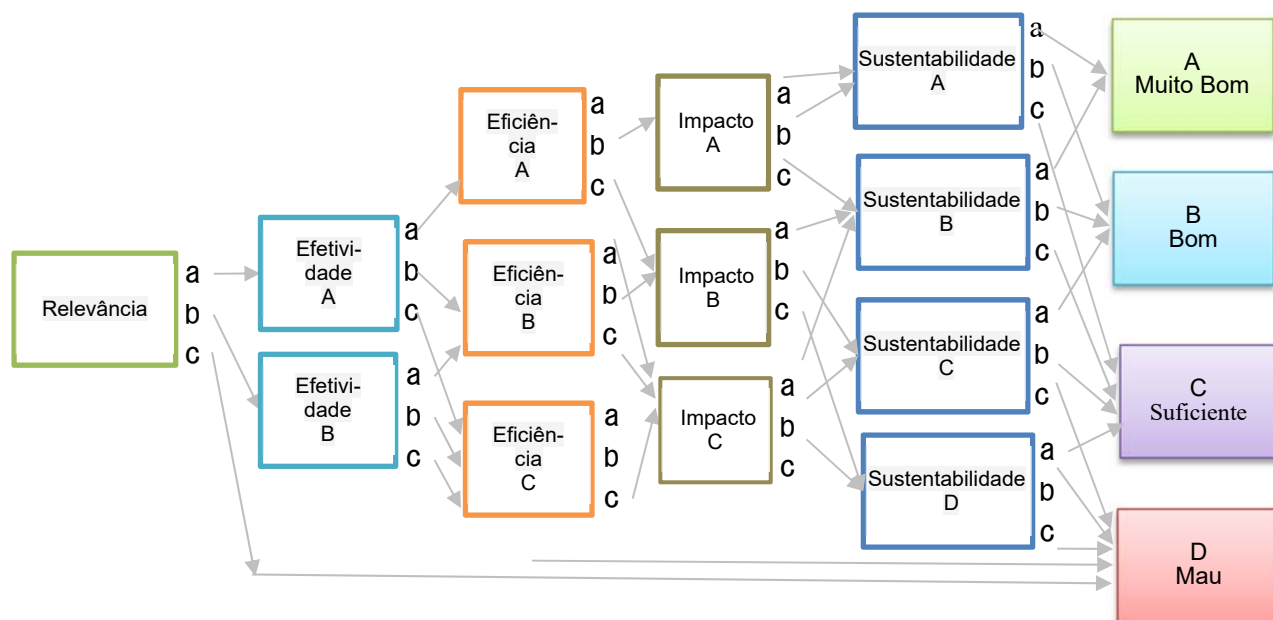 Relevância
a
b
c
Efetivi-
dade
A
a
b
c
Efetivi-
dade
B
a
b
c
Eficiên-
cia
A
a
b
c
Eficiên-
cia
B
a
b
c
Eficiên-
cia
C
a
b
c
Impacto
A
a
b
c
Impacto
B
a
b
c
Impacto
C
a
b
c
Sustentabilidade
A
a
b
c
Sustentabilidade
B
a
b
c
Sustentabilidade
C
a
b
c
Sustentabilidade
D
a
b
c
A
Muito Bom
B
Bom
C
Suficiente
D
Mau